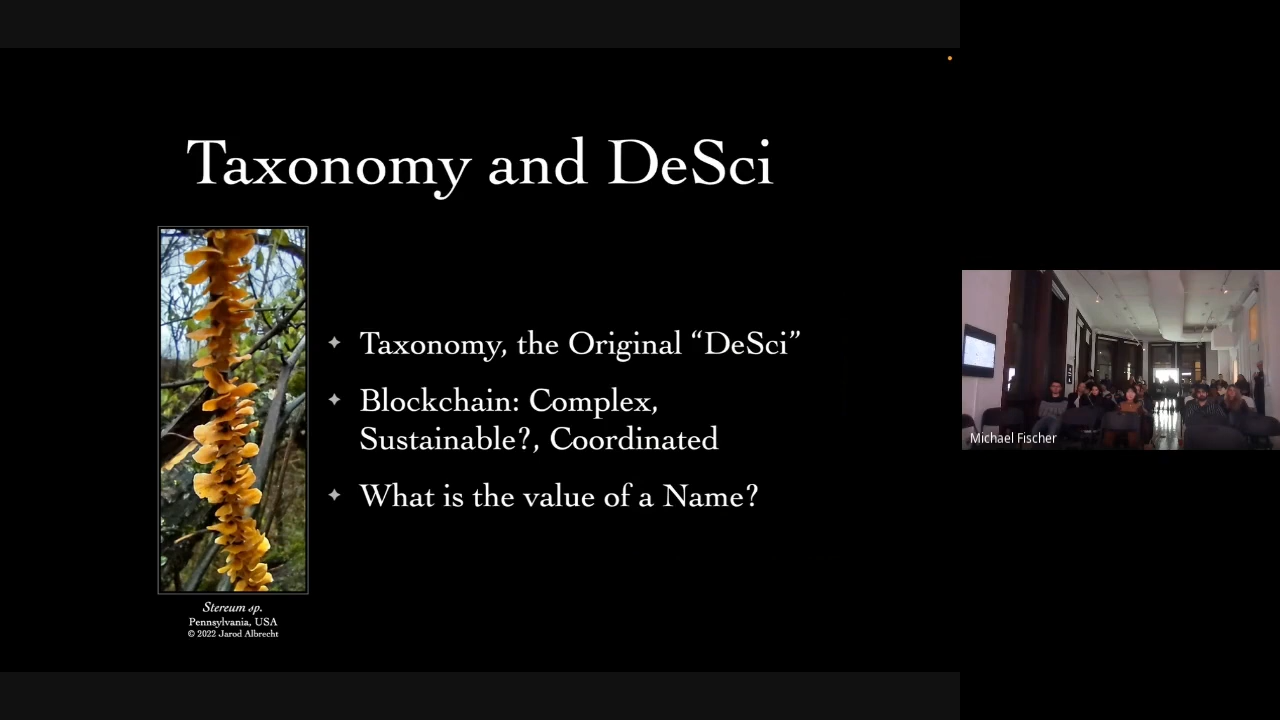 Taxonomy and DeSci
Taxonomy, the Original “DeSci”
Blockchain: Complex,
Sustainable?, Coordinated
What is the value of a Name?
Stereum sp.
Pennsylvania, USA
© 2022 Jarod Albrecht
Michael Fischer